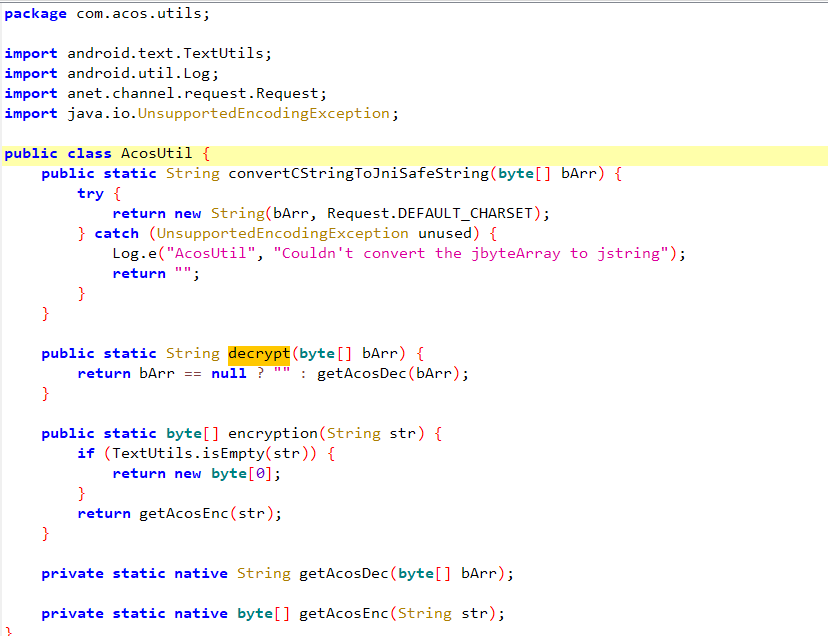 package com.acos.utils;
import android.text.TextUtils;
import android.util.Log;
import anet.channel.request.Request;
import java.io.UnsupportedEncodingException;
public class AcosUtil {
    public static String convertCStringToJniSafeString(byte[] bArr) {
        try {
            return new String(bArr, Request.DEFAULT_CHARSET);
        } catch (UnsupportedEncodingException unused) {
            Log.e("AcosUtil", "Couldn't convert the jbyteArray to jstring");
            return "";
        }
    }
    public static String decrypt(byte[] bArr) {
        return bArr == null ? "" : getAcosDec(bArr);
    }
    public static byte[] encryption(String str) {
        if (TextUtils.isEmpty(str)) {
            return new byte[0];
        }
        return getAcosEnc(str);
    }
    private static native String getAcosDec(byte[] bArr);
    private static native byte[] getAcosEnc(String str);
}